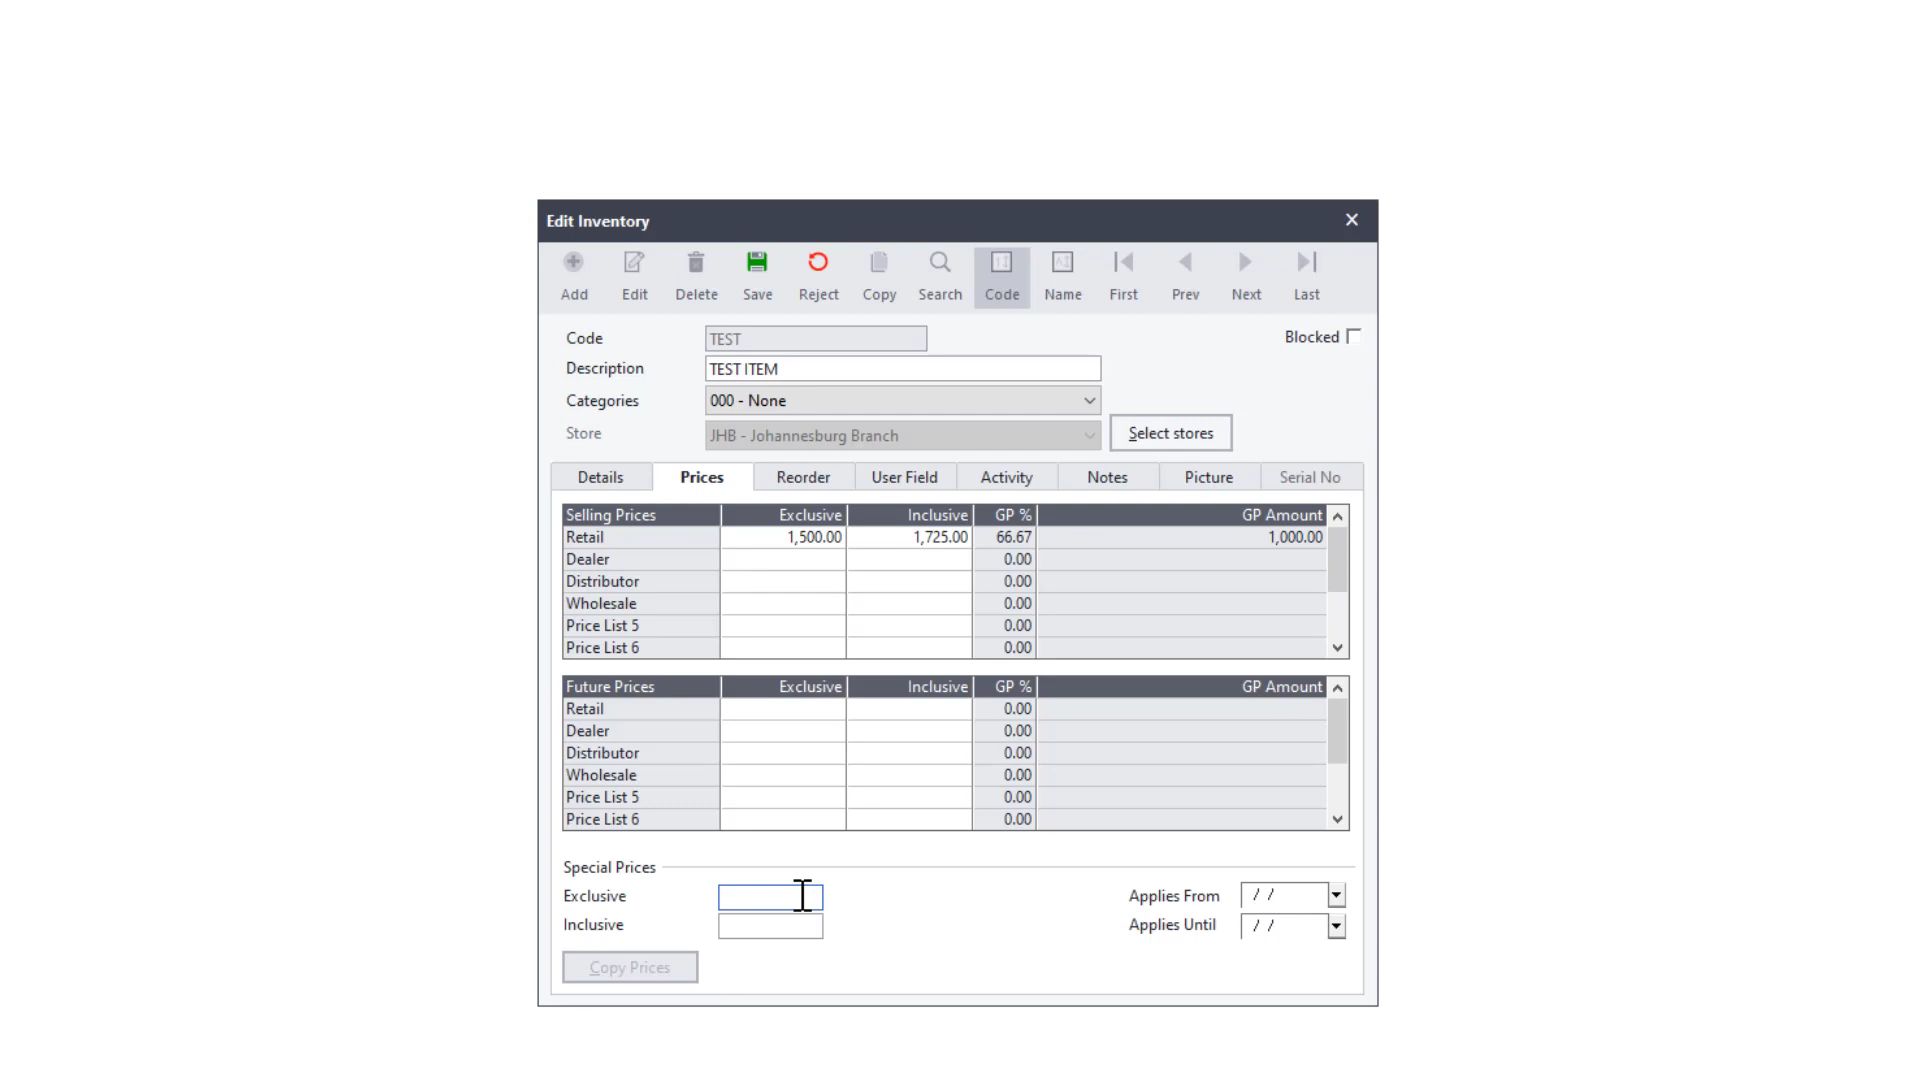 Edit Inventory
Add Edit Delete Save Reject Copy Search Code Name First Prev Next Last
Code TEST Blocked
Description TEST ITEM
Categories 000 - None
Store JHB - Johannesburg Branch Select stores
Details Prices Reorder User Field Activity Notes Picture Serial No
Selling Prices Exclusive Inclusive GP % GP Amount
Retail 1,500.00 1,725.00 66.67 1,000.00
Dealer 0.00
Distributor 0.00
Wholesale 0.00
Price List 5 0.00
Price List 6 0.00
Future Prices Exclusive Inclusive GP % GP Amount
Retail 0.00
Dealer 0.00
Distributor 0.00
Wholesale 0.00
Price List 5 0.00
Price List 6 0.00
Special Prices
Exclusive Applies From / /
Inclusive Applies Until / /
Copy Prices